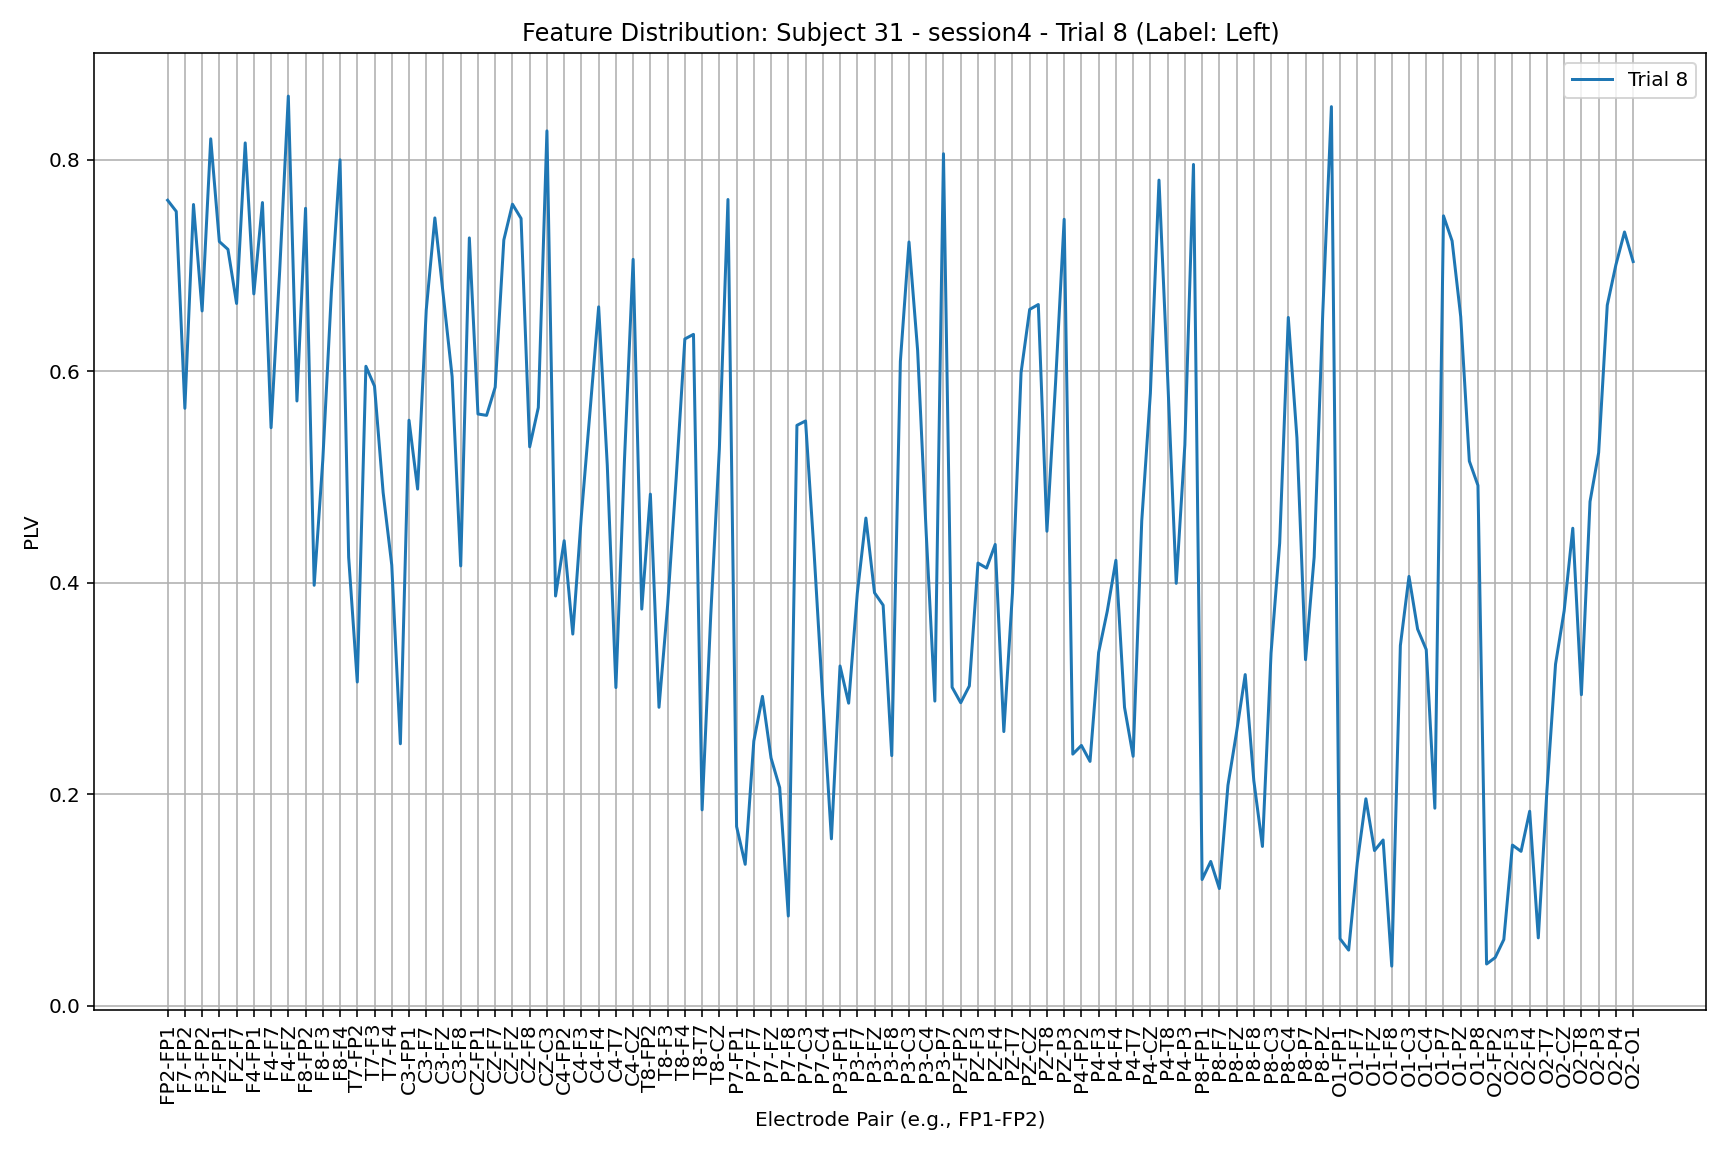 Feature Distribution: Subject 31 - session4 - Trial 8 (Label: Left)
Trial 8
PLV
0.8
0.6
0.4
0.2
0.0
FP2-FP1
F7-FP2
F3-FP2
FZ-FP1
FZ-F7
F4-FP1
F4-F7
F4-FZ
F8-FP2
F8-F3
F8-F4
T7-FP2
T7-F3
T7-F4
C3-FP1
C3-F7
C3-FZ
C3-F8
CZ-FP1
CZ-F7
CZ-FZ
CZ-F8
CZ-C3
C4-FP2
C4-F3
C4-F4
C4-T7
C4-CZ
T8-FP2
T8-F3
T8-F4
T8-T7
T8-CZ
P7-FP1
P7-F7
P7-FZ
P7-F8
P7-C3
P7-C4
P3-FP1
P3-F7
P3-FZ
P3-F8
P3-C3
P3-C4
P3-P7
PZ-FP2
PZ-F3
PZ-F4
PZ-T7
PZ-CZ
PZ-T8
PZ-P3
P4-FP2
P4-F3
P4-F4
P4-T7
P4-CZ
P4-T8
P4-P3
P8-FP1
P8-F7
P8-FZ
P8-F8
P8-C3
P8-C4
P8-P7
P8-PZ
O1-FP1
O1-F7
O1-FZ
O1-F8
O1-C3
O1-C4
O1-P7
O1-PZ
O1-P8
O2-FP2
O2-F3
O2-F4
O2-T7
O2-CZ
O2-T8
O2-P3
O2-P4
O2-O1
Electrode Pair (e.g., FP1-FP2)